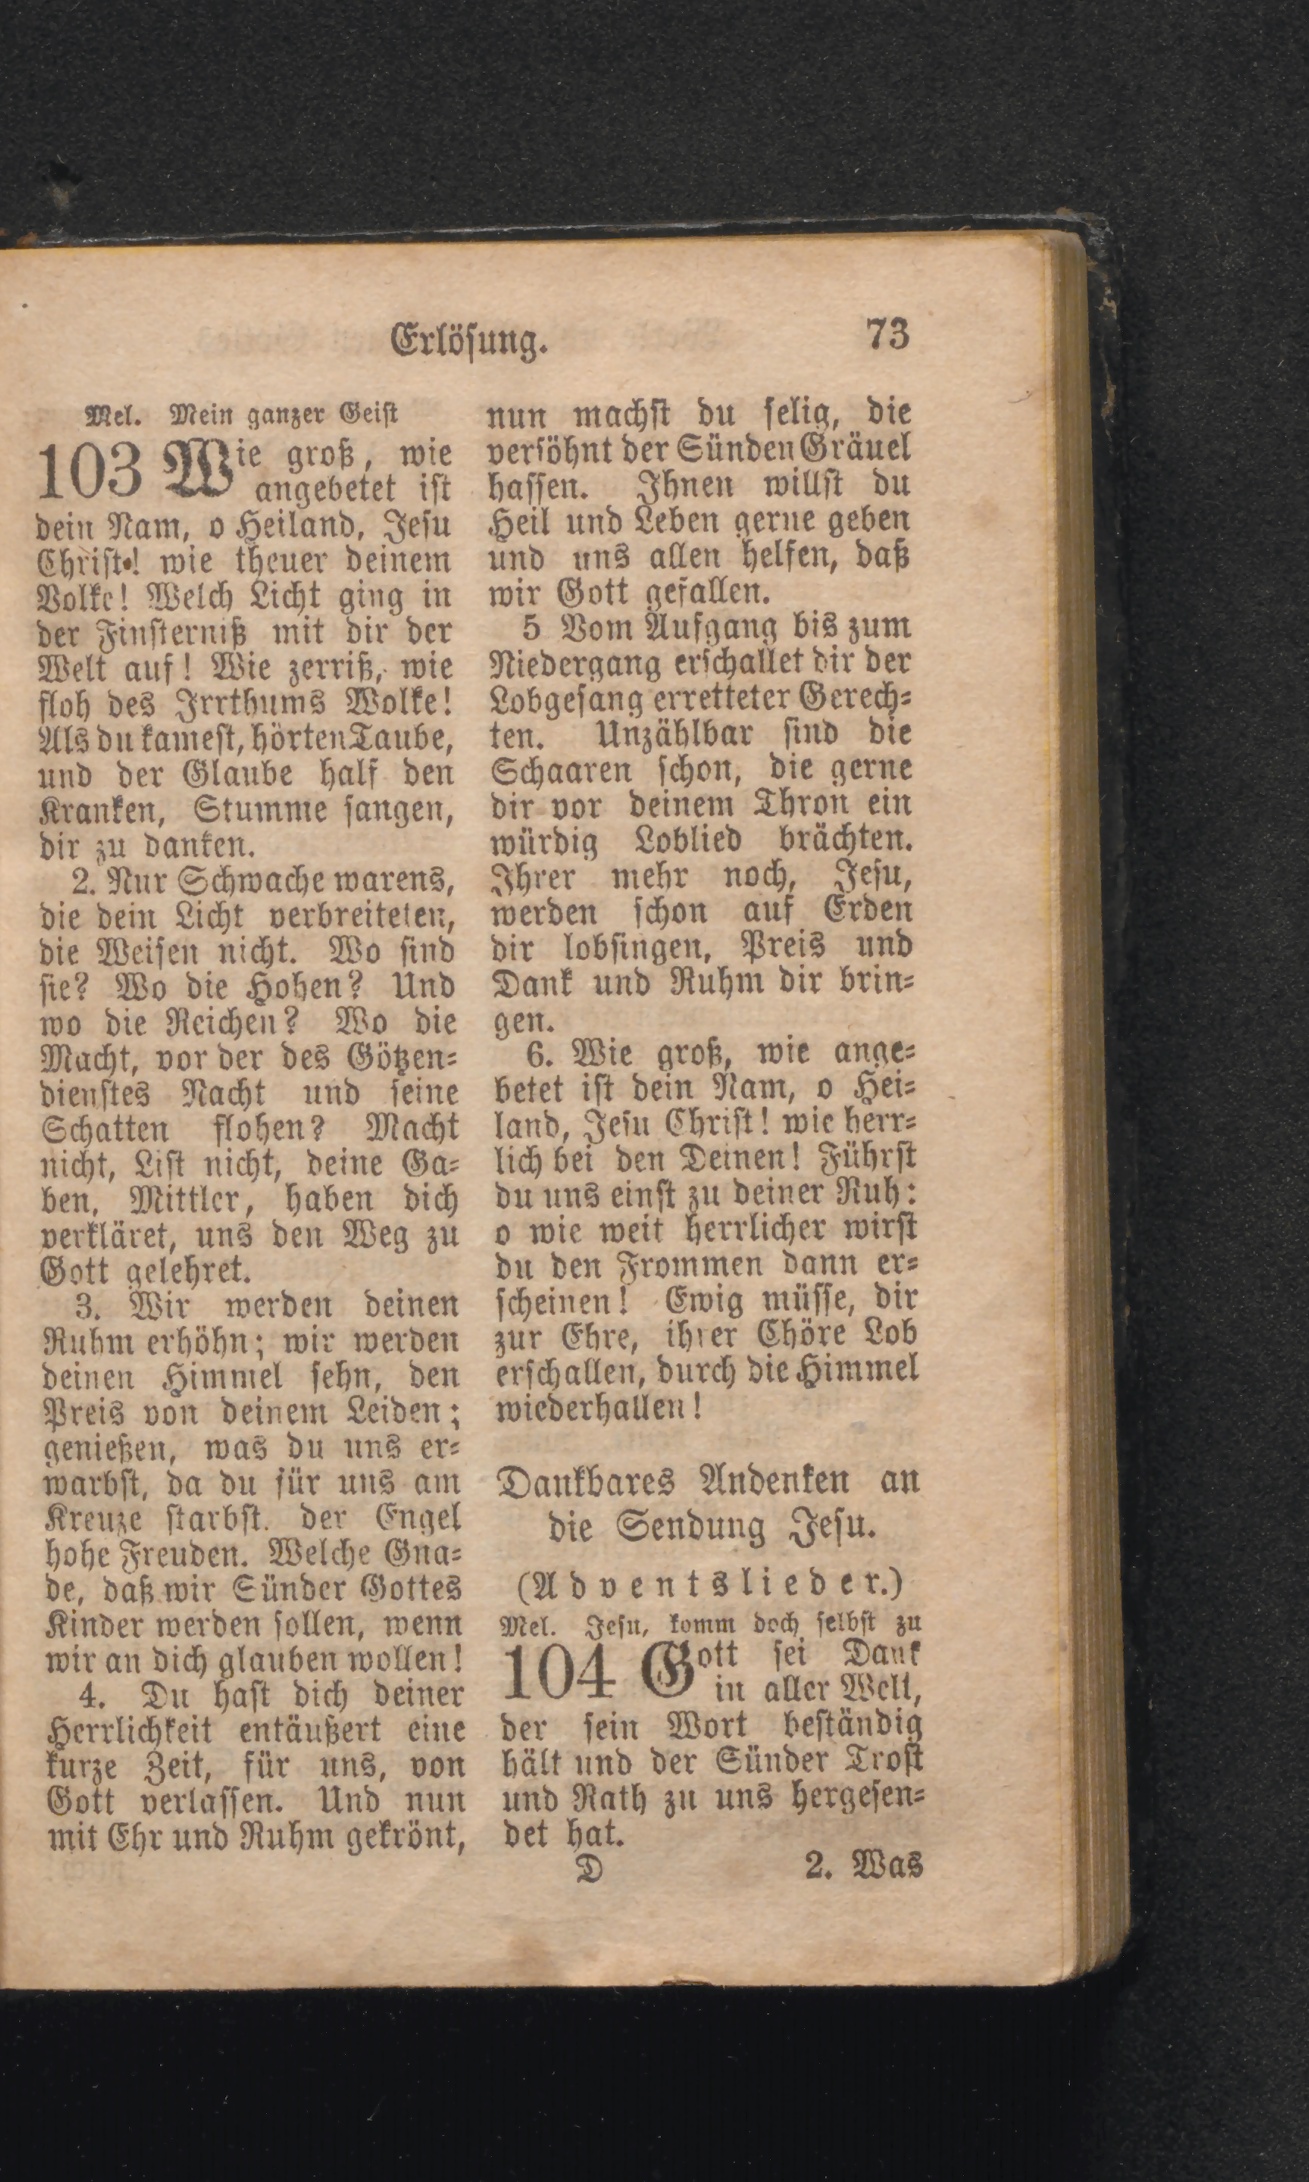 Erlösung.
73
Mel. Mein ganzer Geist
103 Wie groß, wie
angebetet ist
dein Nam, o Heiland, Jesu
Christ! wie theuer deinem
Volke! Welch Licht ging in
der Finsterniß mit dir der
Welt auf! Wie zerriß, wie
floh des Irrthums Wolke!
Als du kamest, hörten Taube,
und der Glaube half den
Kranken, Stumme sangen,
dir zu danken.
2. Nur Schwache warens,
die dein Licht verbreiteten,
die Weisen nicht. Wo sind
sie? Wo die Hohen? Und
wo die Reichen? Wo die
Macht, vor der des Götzen-
dienstes Nacht und seine
Schatten flohen? Macht
nicht, List nicht, deine Ga-
ben, Mittler, haben dich
verkläret, uns den Weg zu
Gott gelehret.
3. Wir werden deinen
Ruhm erhöhn; wir werden
deinen Himmel sehn, den
Preis von deinem Leiden;
genießen, was du uns er-
warbst, da du für uns am
Kreuze starbst. der Engel
hohe Freuden. Welche Gna-
de, daß wir Sünder Gottes
Kinder werden sollen, wenn
wir an dich glauben wollen!
4. Du hast dich deiner
Herrlichkeit entäußert eine
kurze Zeit, für uns, von
Gott verlassen. Und nun
mit Ehr und Ruhm gekrönt,
nun machst du selig, die
versöhnt der Sünden Gräuel
hassen. Ihnen willst du
Heil und Leben gerne geben
und uns allen helfen, daß
wir Gott gefallen.
5 Vom Aufgang bis zum
Niedergang erschallet dir der
Lobgesang erretteter Gerech-
ten. Unzählbar sind die
Schaaren schon, die gerne
dir vor deinem Thron ein
würdig Loblied brächten.
Ihrer mehr noch, Jesu,
werden schon auf Erden
dir lobsingen, Preis und
Dank und Ruhm dir brin-
gen.
6. Wie groß, wie ange-
betet ist dein Nam, o Hei-
land, Jesu Christ! wie herr-
lich bei den Deinen! Führst
du uns einst zu deiner Ruh:
o wie weit herrlicher wirst
du den Frommen dann er-
scheinen! Ewig müsse, dir
zur Ehre, ihrer Chöre Lob
erschallen, durch die Himmel
wiederhallen!
Dankbares Andenken an
die Sendung Jesu.
(Adventslieder.)
Mel. Jesu, komm doch selbst zu
104 Gott sei Dank
in aller Welt,
der sein Wort beständig
hält und der Sünder Trost
und Rath zu uns hergesen-
det hat.
D
2. Was